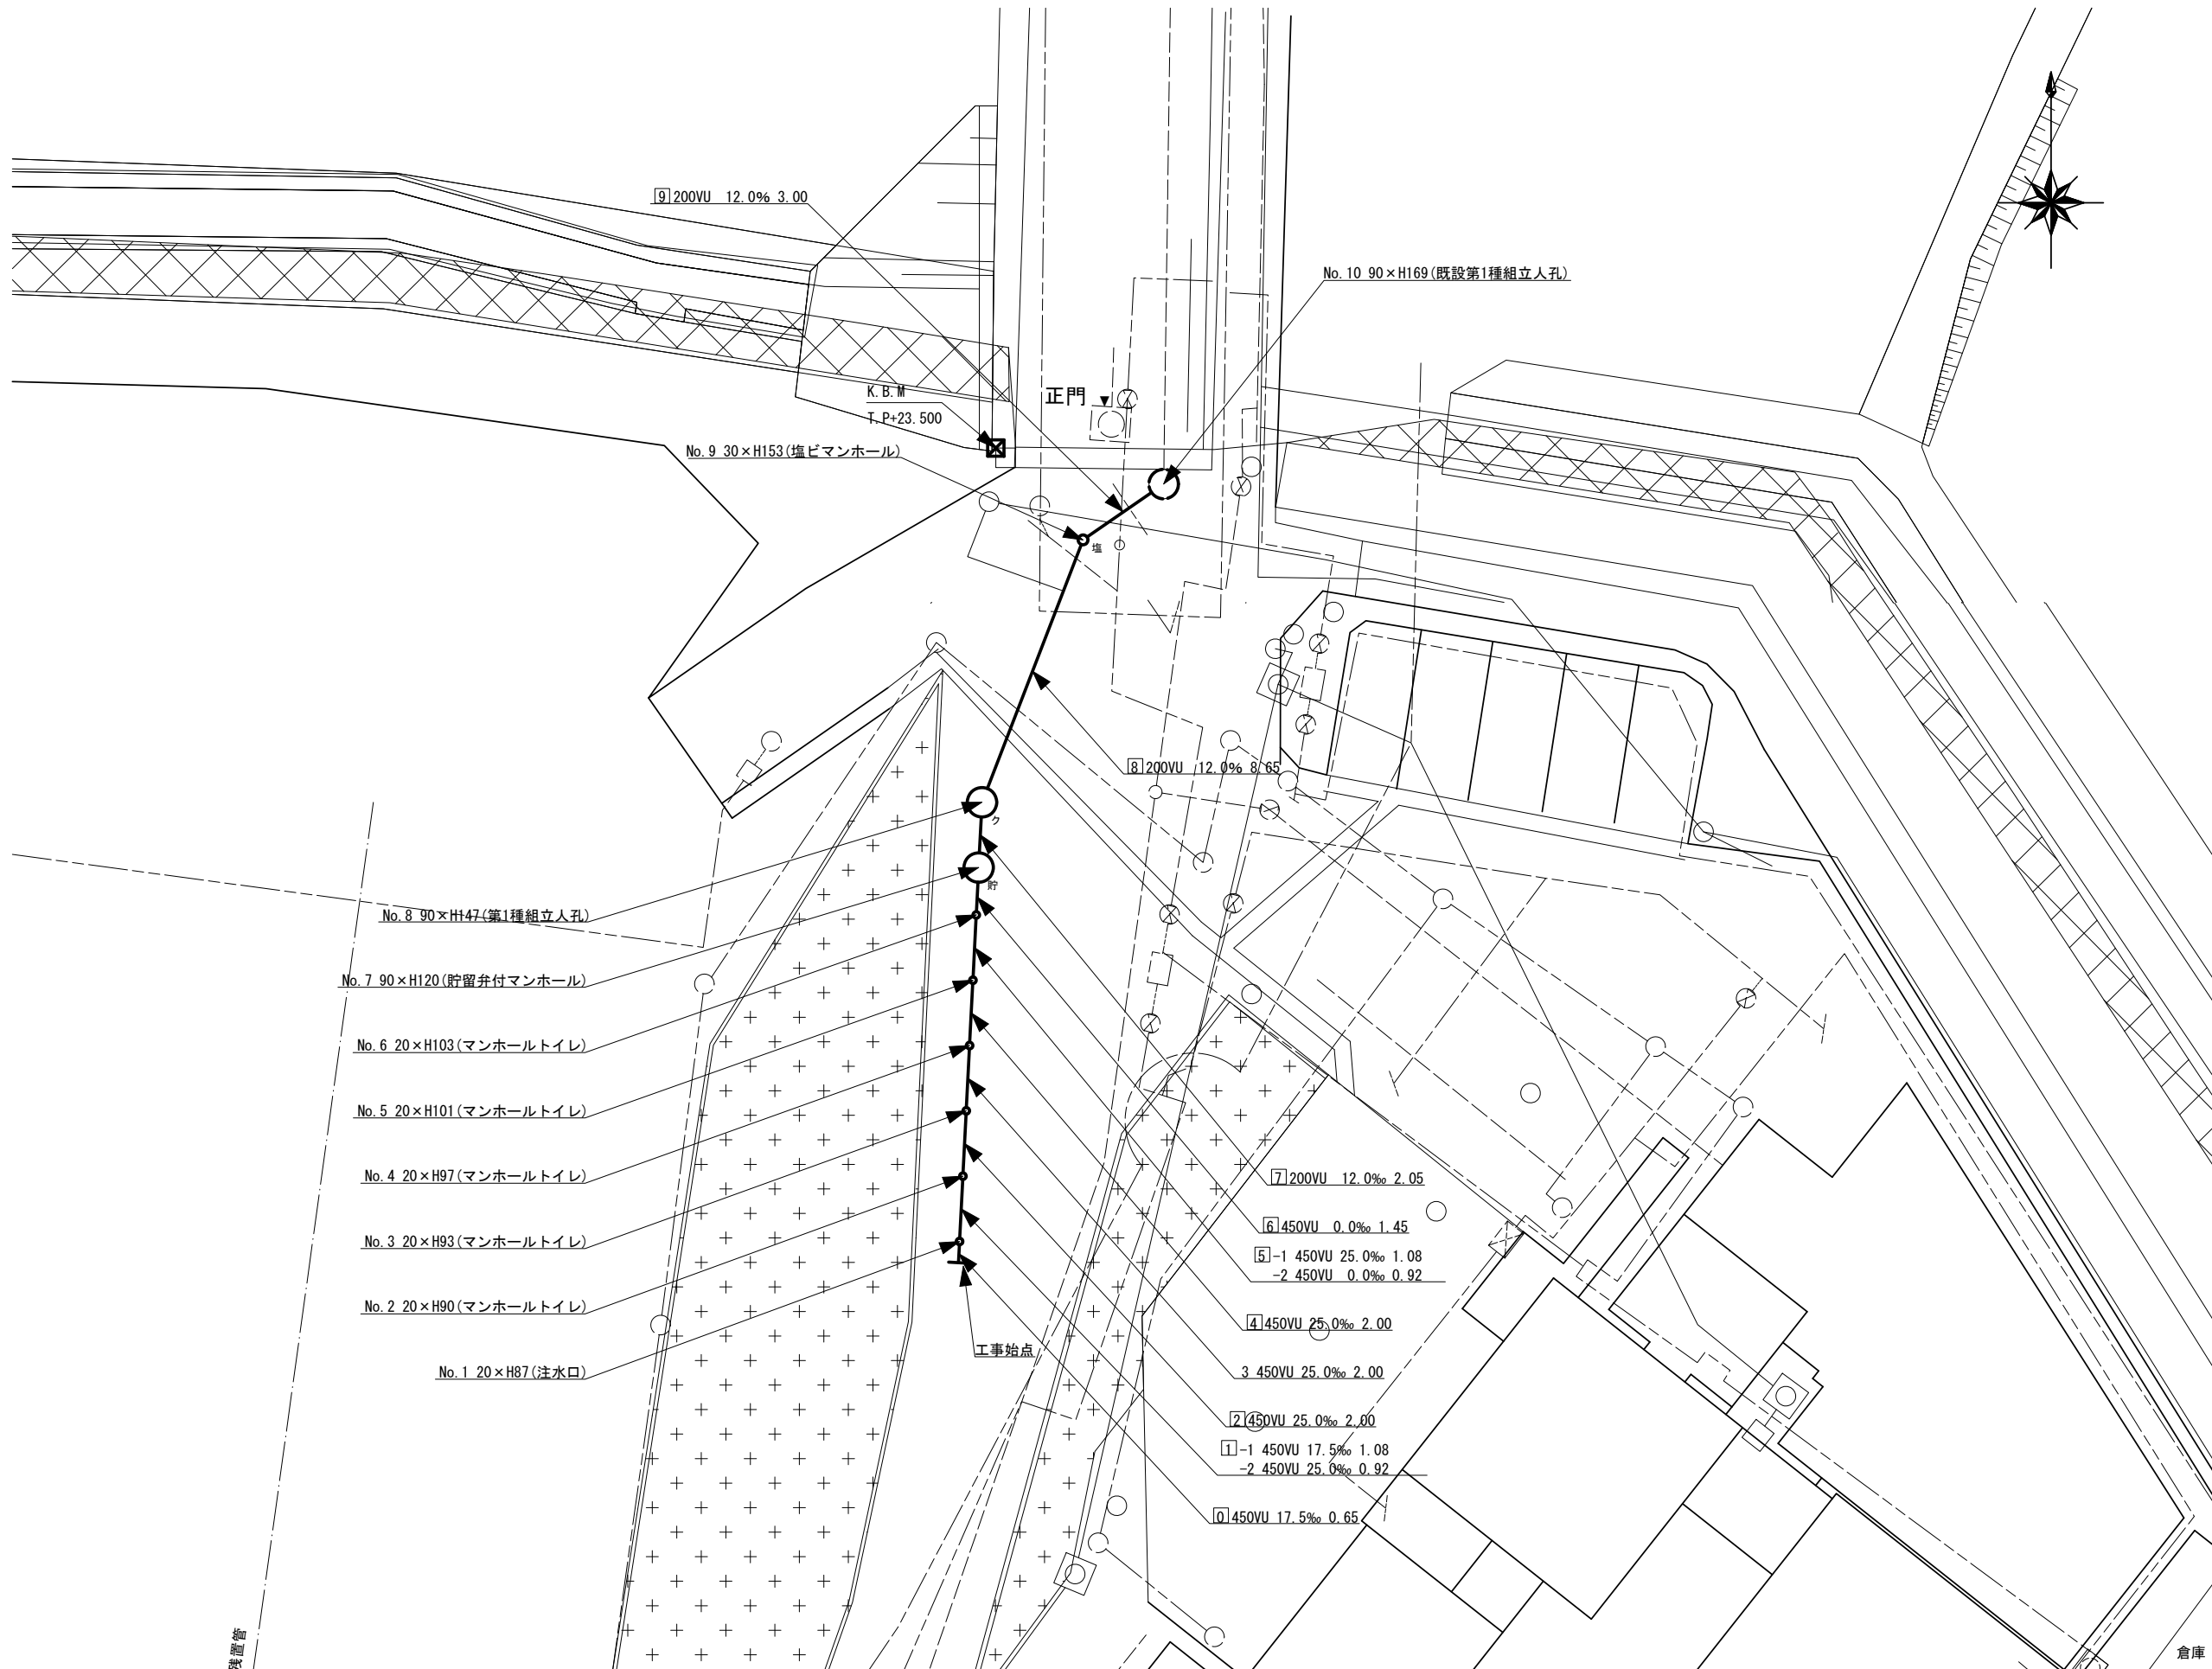 9 200VU 12.0% 3.00
No.10 90×H169(既設第1種組立人孔)
K.B.M
T.P+23.500
正門
No.9 30×H153(塩ビマンホール)
塩
8 200VU 12.0% 8.65
ク
貯
No.8 90×H147(第1種組立人孔)
No.7 90×H120(貯留弁付マンホール)
No.6 20×H103(マンホールトイレ)
No.5 20×H101(マンホールトイレ)
No.4 20×H97(マンホールトイレ)
No.3 20×H93(マンホールトイレ)
No.2 20×H90(マンホールトイレ)
No.1 20×H87(注水口)
工事始点
7 200VU 12.0‰ 2.05
6 450VU 0.0‰ 1.45
5 -1 450VU 25.0‰ 1.08
-2 450VU 0.0‰ 0.92
4 450VU 25.0‰ 2.00
3 450VU 25.0‰ 2.00
2 450VU 25.0‰ 2.00
1 -1 450VU 17.5‰ 1.08
-2 450VU 25.0‰ 0.92
0 450VU 17.5‰ 0.65
残置管
倉庫